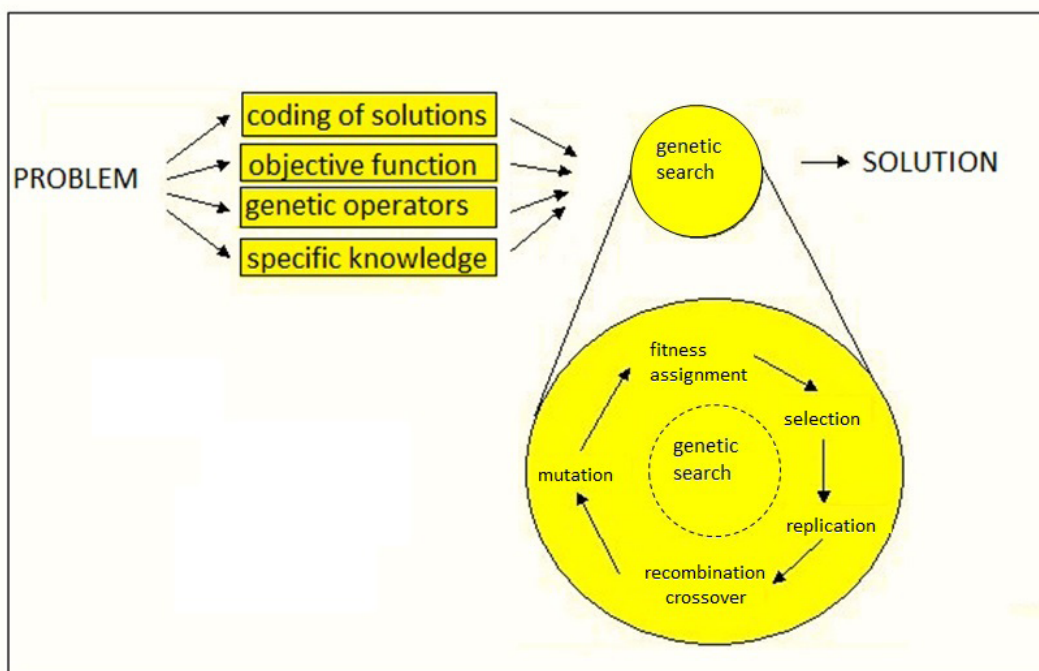 PROBLEM
coding of solutions
objective function
genetic operators
specific knowledge
genetic
search
SOLUTION
fitness
assignment
selection
replication
recombination
crossover
mutation
genetic
search